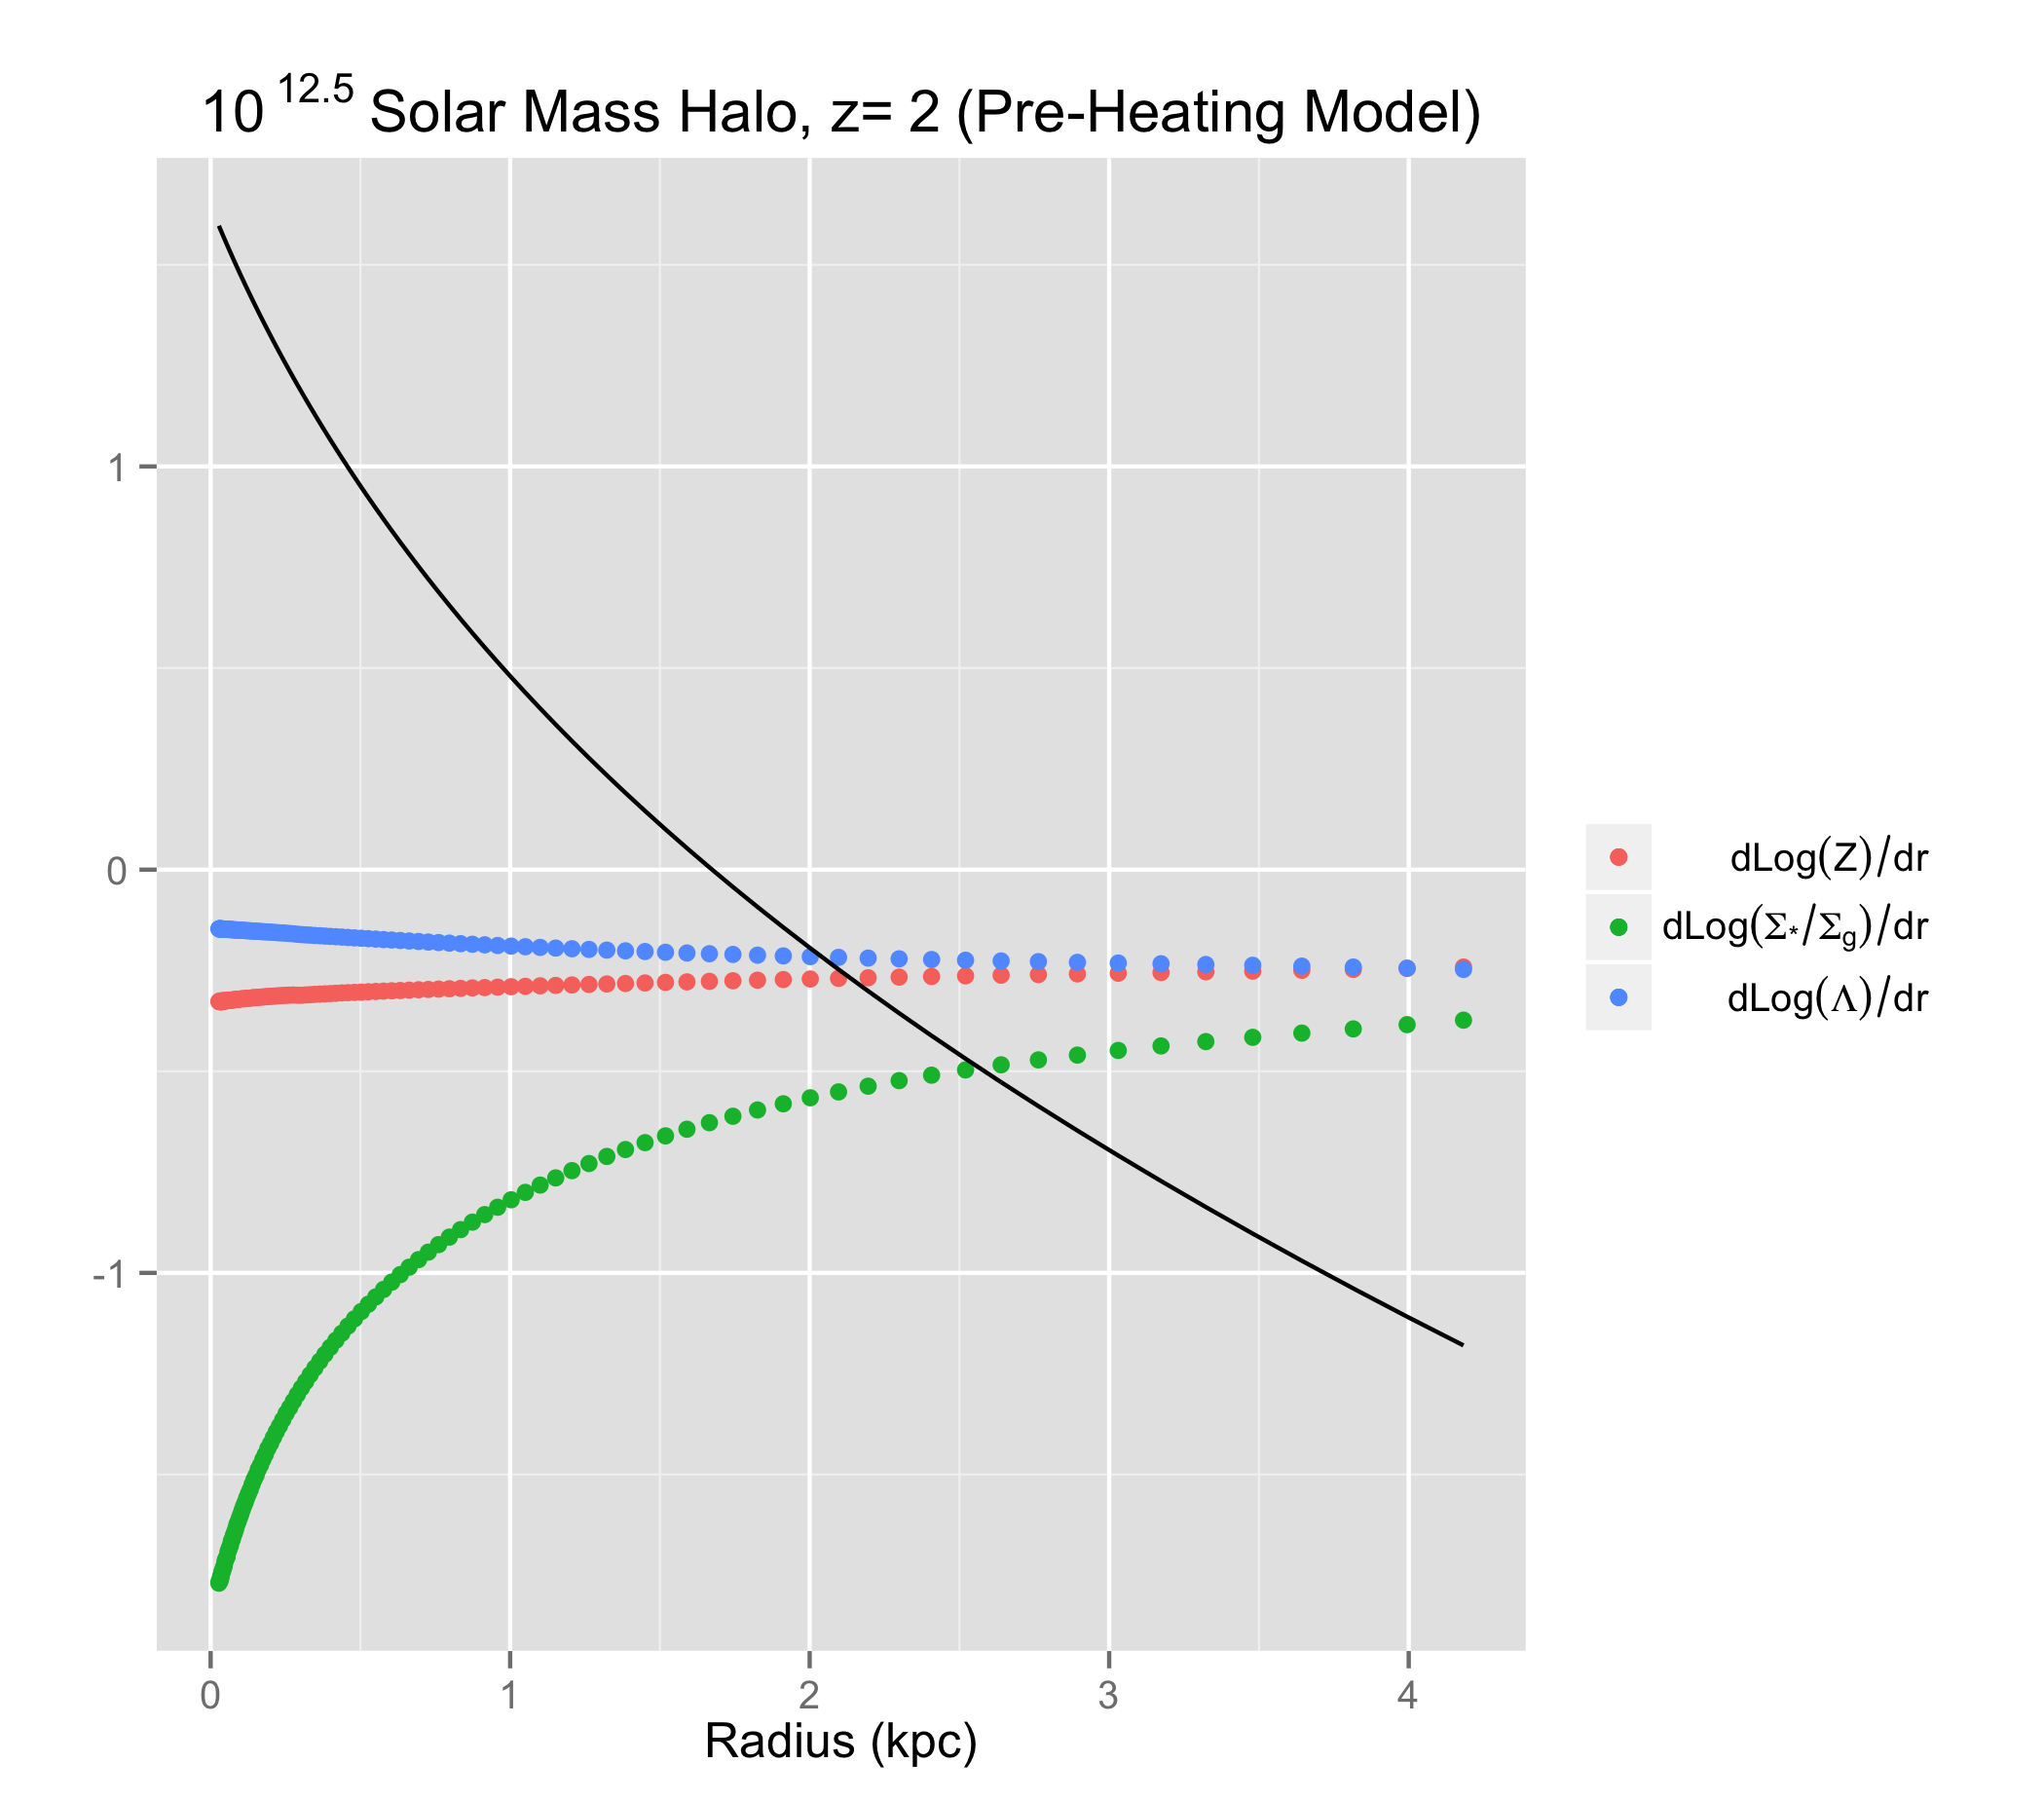 10^12.5 Solar Mass Halo, z= 2 (Pre-Heating Model)
1
0
-1
0 1 2 3 4
Radius (kpc)
dLog(Z)/dr
dLog(Σ*/Σg)/dr
dLog(Λ)/dr